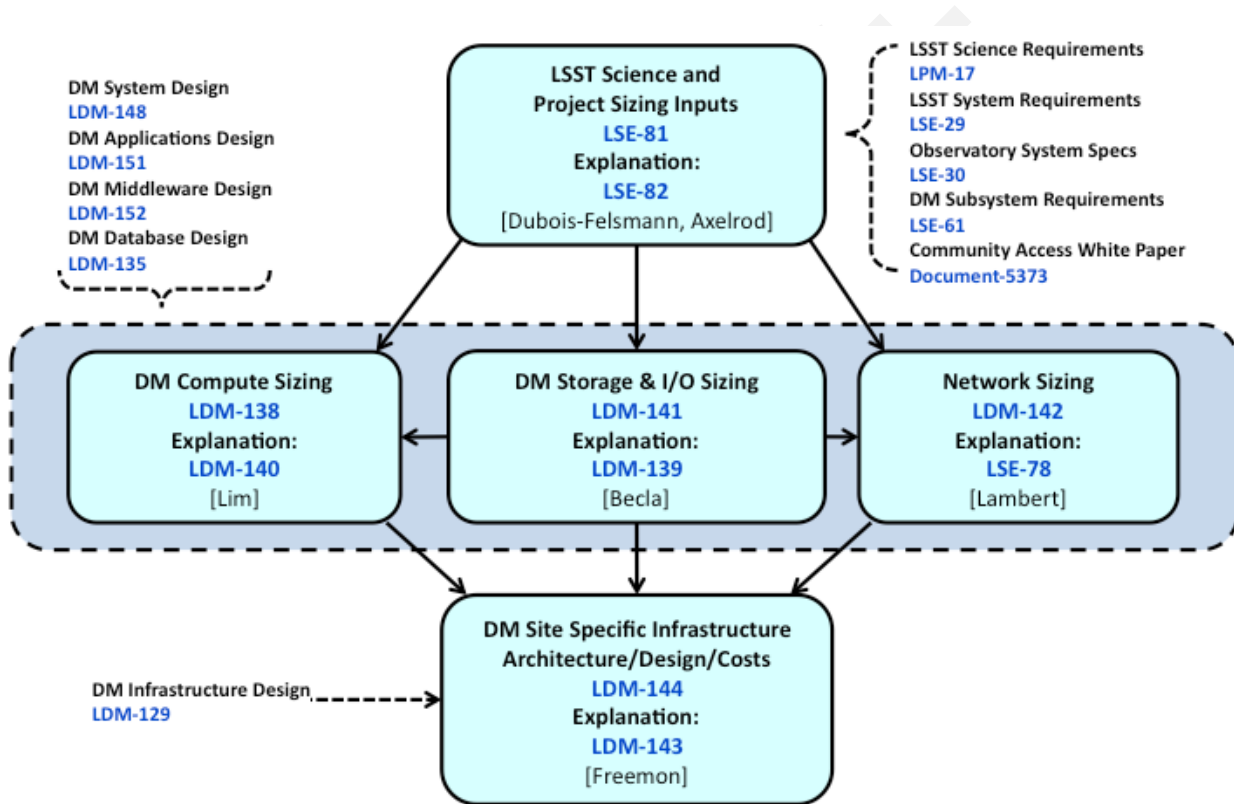 LSST Science and
Project Sizing Inputs
LSE-81
Explanation:
LSE-82
[Dubois-Felsmann, Axelrod]
LSST Science Requirements
LPM-17
LSST System Requirements
LSE-29
Observatory System Specs
LSE-30
DM Subsystem Requirements
LSE-61
Community Access White Paper
Document-5373
DM System Design
LDM-148
DM Applications Design
LDM-151
DM Middleware Design
LDM-152
DM Database Design
LDM-135
DM Compute Sizing
LDM-138
Explanation:
LDM-140
[Lim]
DM Storage & I/O Sizing
LDM-141
Explanation:
LDM-139
[Becla]
Network Sizing
LDM-142
Explanation:
LSE-78
[Lambert]
DM Site Specific Infrastructure
Architecture/Design/Costs
LDM-144
Explanation:
LDM-143
[Freemon]
DM Infrastructure Design
LDM-129